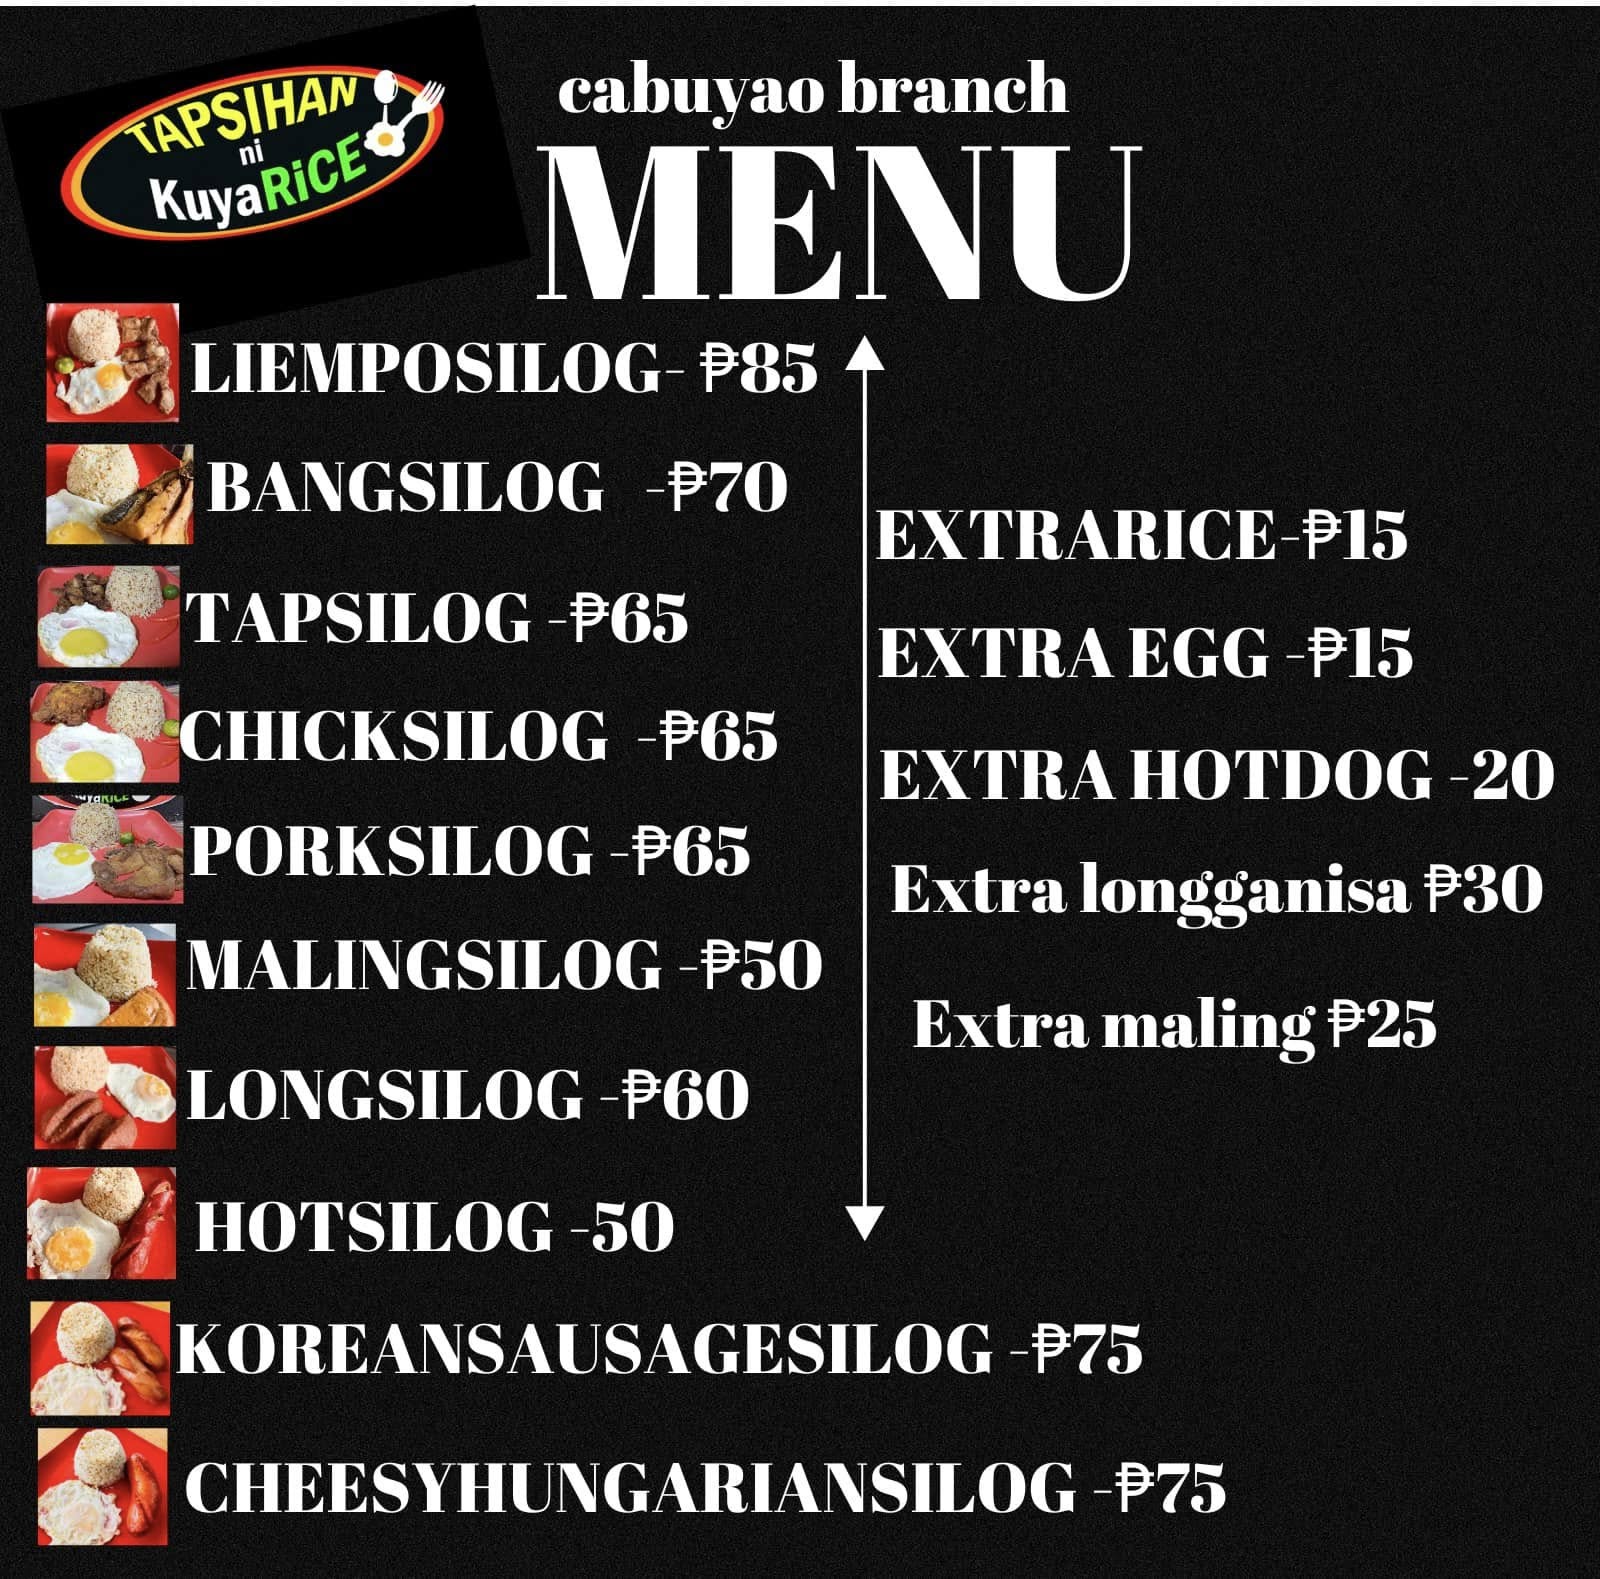 TAPSIHAN
ni
KuyaRiCE
cabuyao branch
MENU
LIEMPOSILOG- ₱85
BANGSILOG -₱70
TAPSILOG -₱65
CHICKSILOG -₱65
PORKSILOG -₱65
MALINGSILOG -₱50
LONGSILOG -₱60
HOTSILOG -50
KOREANSAUSAGESILOG -₱75
CHEESYHUNGARIANSILOG -₱75
EXTRARICE-₱15
EXTRA EGG -₱15
EXTRA HOTDOG -20
Extra longganisa ₱30
Extra maling ₱25